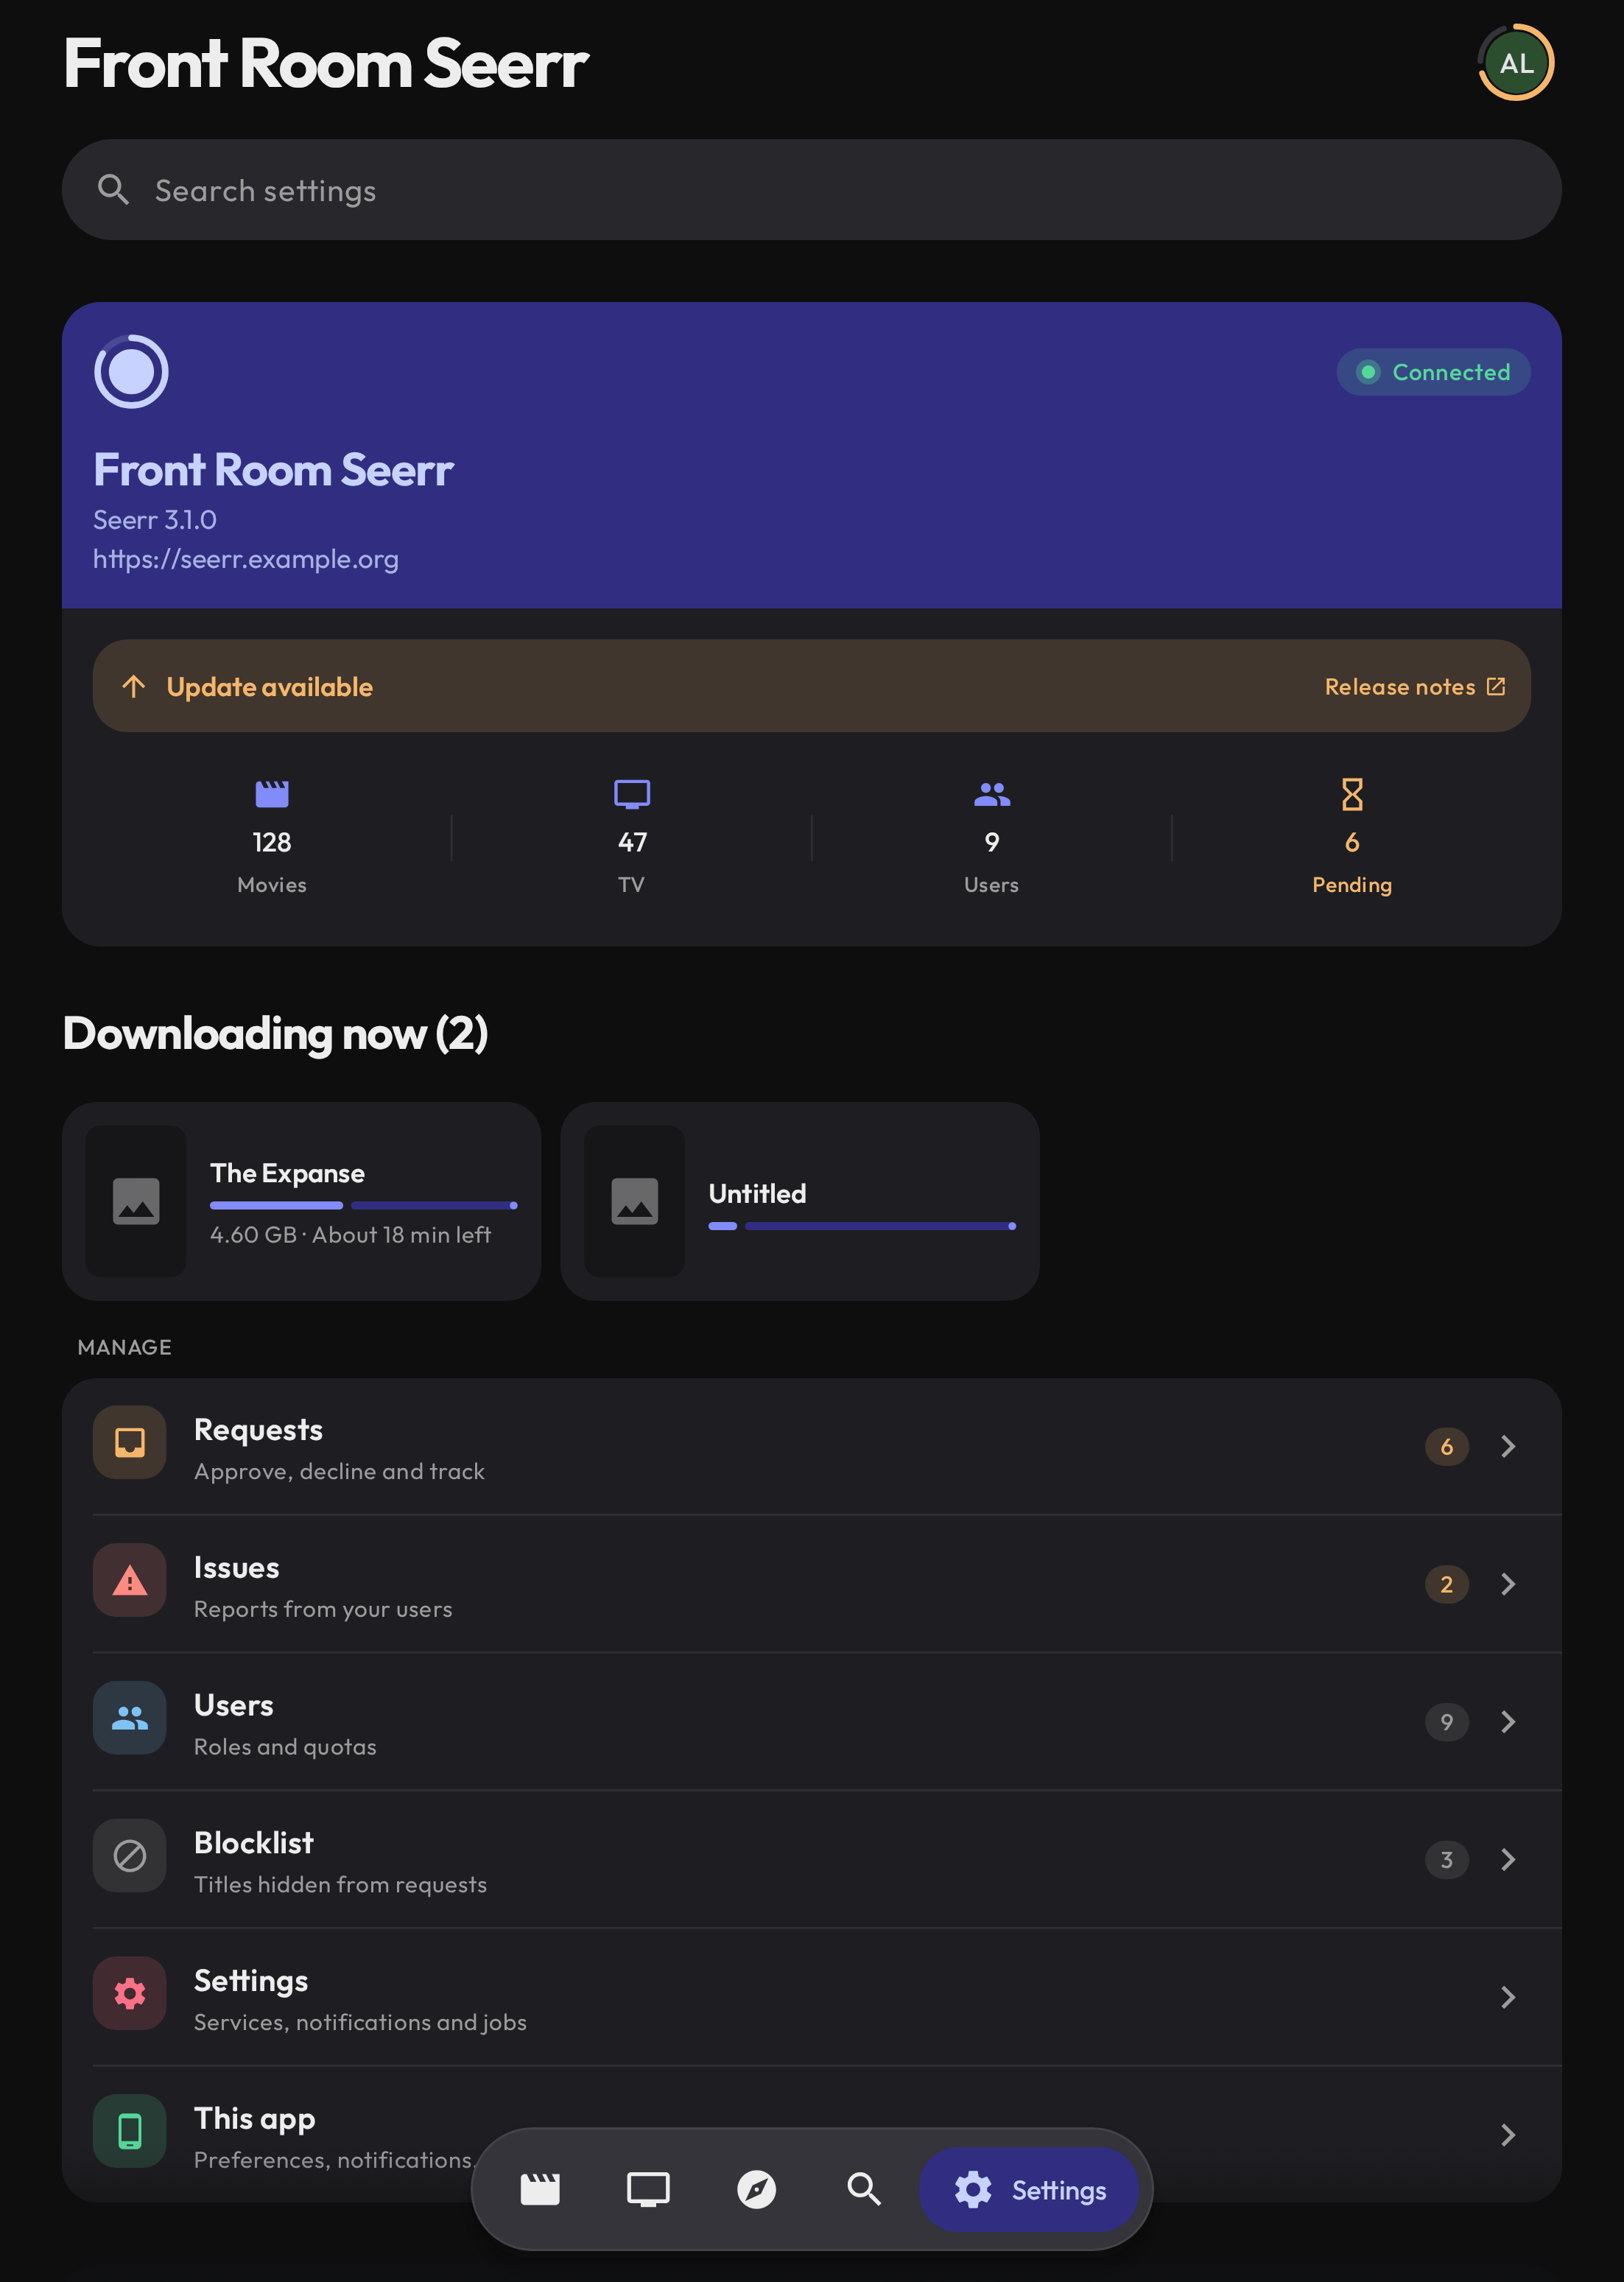 Front Room Seerr
AL
Search settings
Connected
Front Room Seerr
Seerr 3.1.0
https://seerr.example.org
Update available
Release notes
128
Movies
47
TV
9
Users
6
Pending
Downloading now (2)
The Expanse
4.60 GB · About 18 min left
Untitled
MANAGE
Requests
Approve, decline and track
6
Issues
Reports from your users
2
Users
Roles and quotas
9
Blocklist
Titles hidden from requests
3
Settings
Services, notifications and jobs
This app
Preferences, notifications
Settings